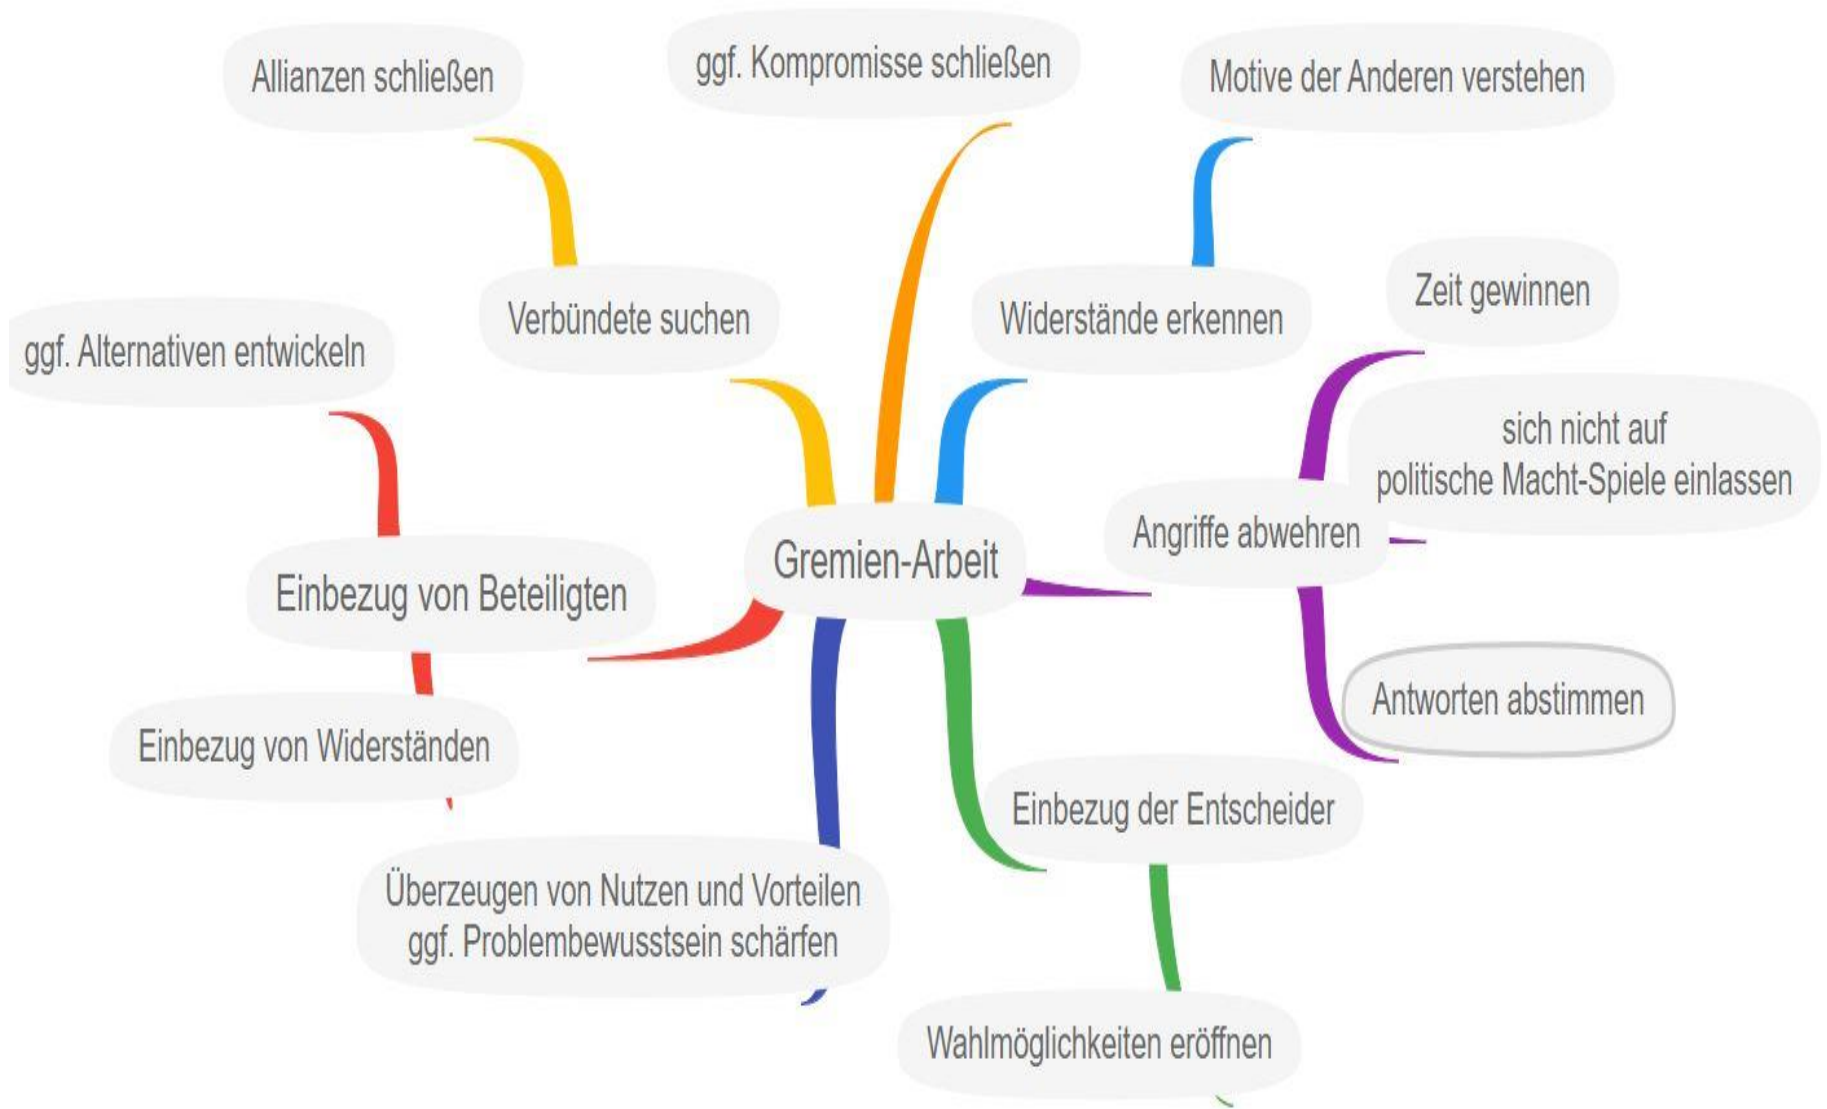 Allianzen schließen
ggf. Kompromisse schließen
Motive der Anderen verstehen
Verbündete suchen
Widerstände erkennen
Zeit gewinnen
ggf. Alternativen entwickeln
sich nicht auf
politische Macht-Spiele einlassen
Angriffe abwehren
Gremien-Arbeit
Einbezug von Beteiligten
Antworten abstimmen
Einbezug von Widerständen
Einbezug der Entscheider
Überzeugen von Nutzen und Vorteilen
ggf. Problembewusstsein schärfen
Wahlmöglichkeiten eröffnen